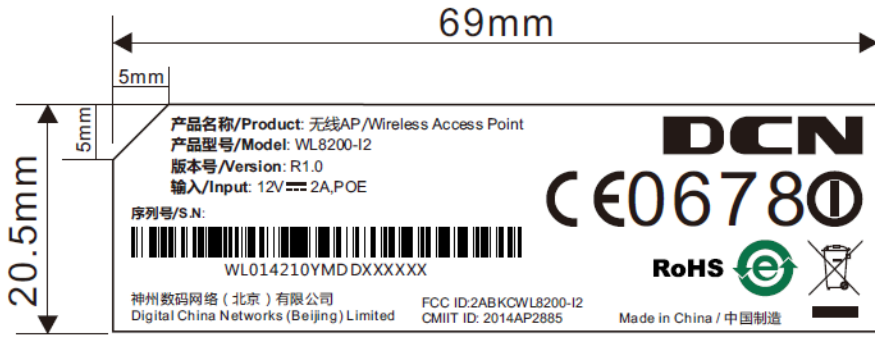 69mm
5mm
5mm
20.5mm
产品名称/Product: 无线AP/Wireless Access Point
产品型号/Model: WL8200-I2
版本号/Version: R1.0
输入/Input: 12V⎓2A,POE
序列号/S.N:
WL014210YMDDXXXXXX
神州数码网络（北京）有限公司
Digital China Networks (Beijing) Limited
FCC ID:2ABKCWL8200-I2
CMIIT ID: 2014AP2885
DCN
CE0678
RoHS
e
Made in China / 中国制造